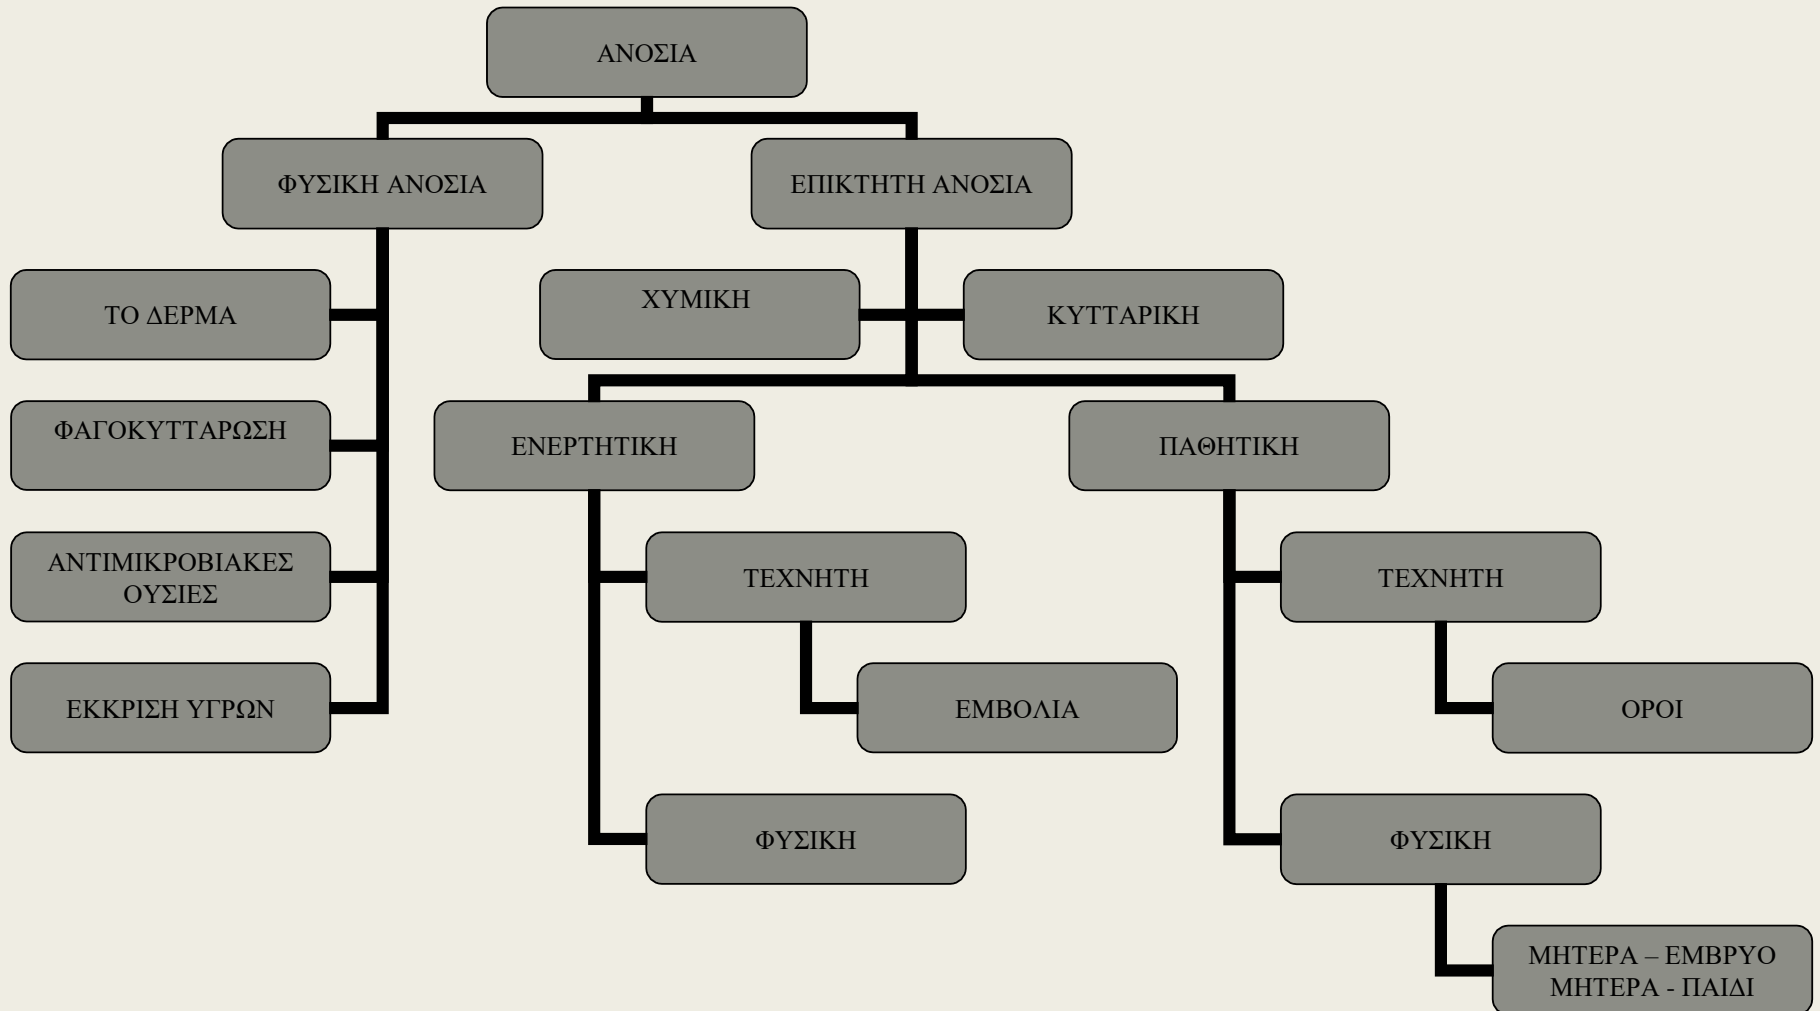 ΑΝΟΣΙΑ
ΦΥΣΙΚΗ ΑΝΟΣΙΑ
ΕΠΙΚΤΗΤΗ ΑΝΟΣΙΑ
ΤΟ ΔΕΡΜΑ
ΧΥΜΙΚΗ
ΚΥΤΤΑΡΙΚΗ
ΦΑΓΟΚΥΤΤΑΡΩΣΗ
ΕΝΕΡΤΗΤΙΚΗ
ΠΑΘΗΤΙΚΗ
ΑΝΤΙΜΙΚΡΟΒΙΑΚΕΣ
ΟΥΣΙΕΣ
ΤΕΧΝΗΤΗ
ΤΕΧΝΗΤΗ
ΕΚΚΡΙΣΗ ΥΓΡΩΝ
ΕΜΒΟΛΙΑ
ΟΡΟΙ
ΦΥΣΙΚΗ
ΦΥΣΙΚΗ
ΜΗΤΕΡΑ – ΕΜΒΡΥΟ
ΜΗΤΕΡΑ - ΠΑΙΔΙ